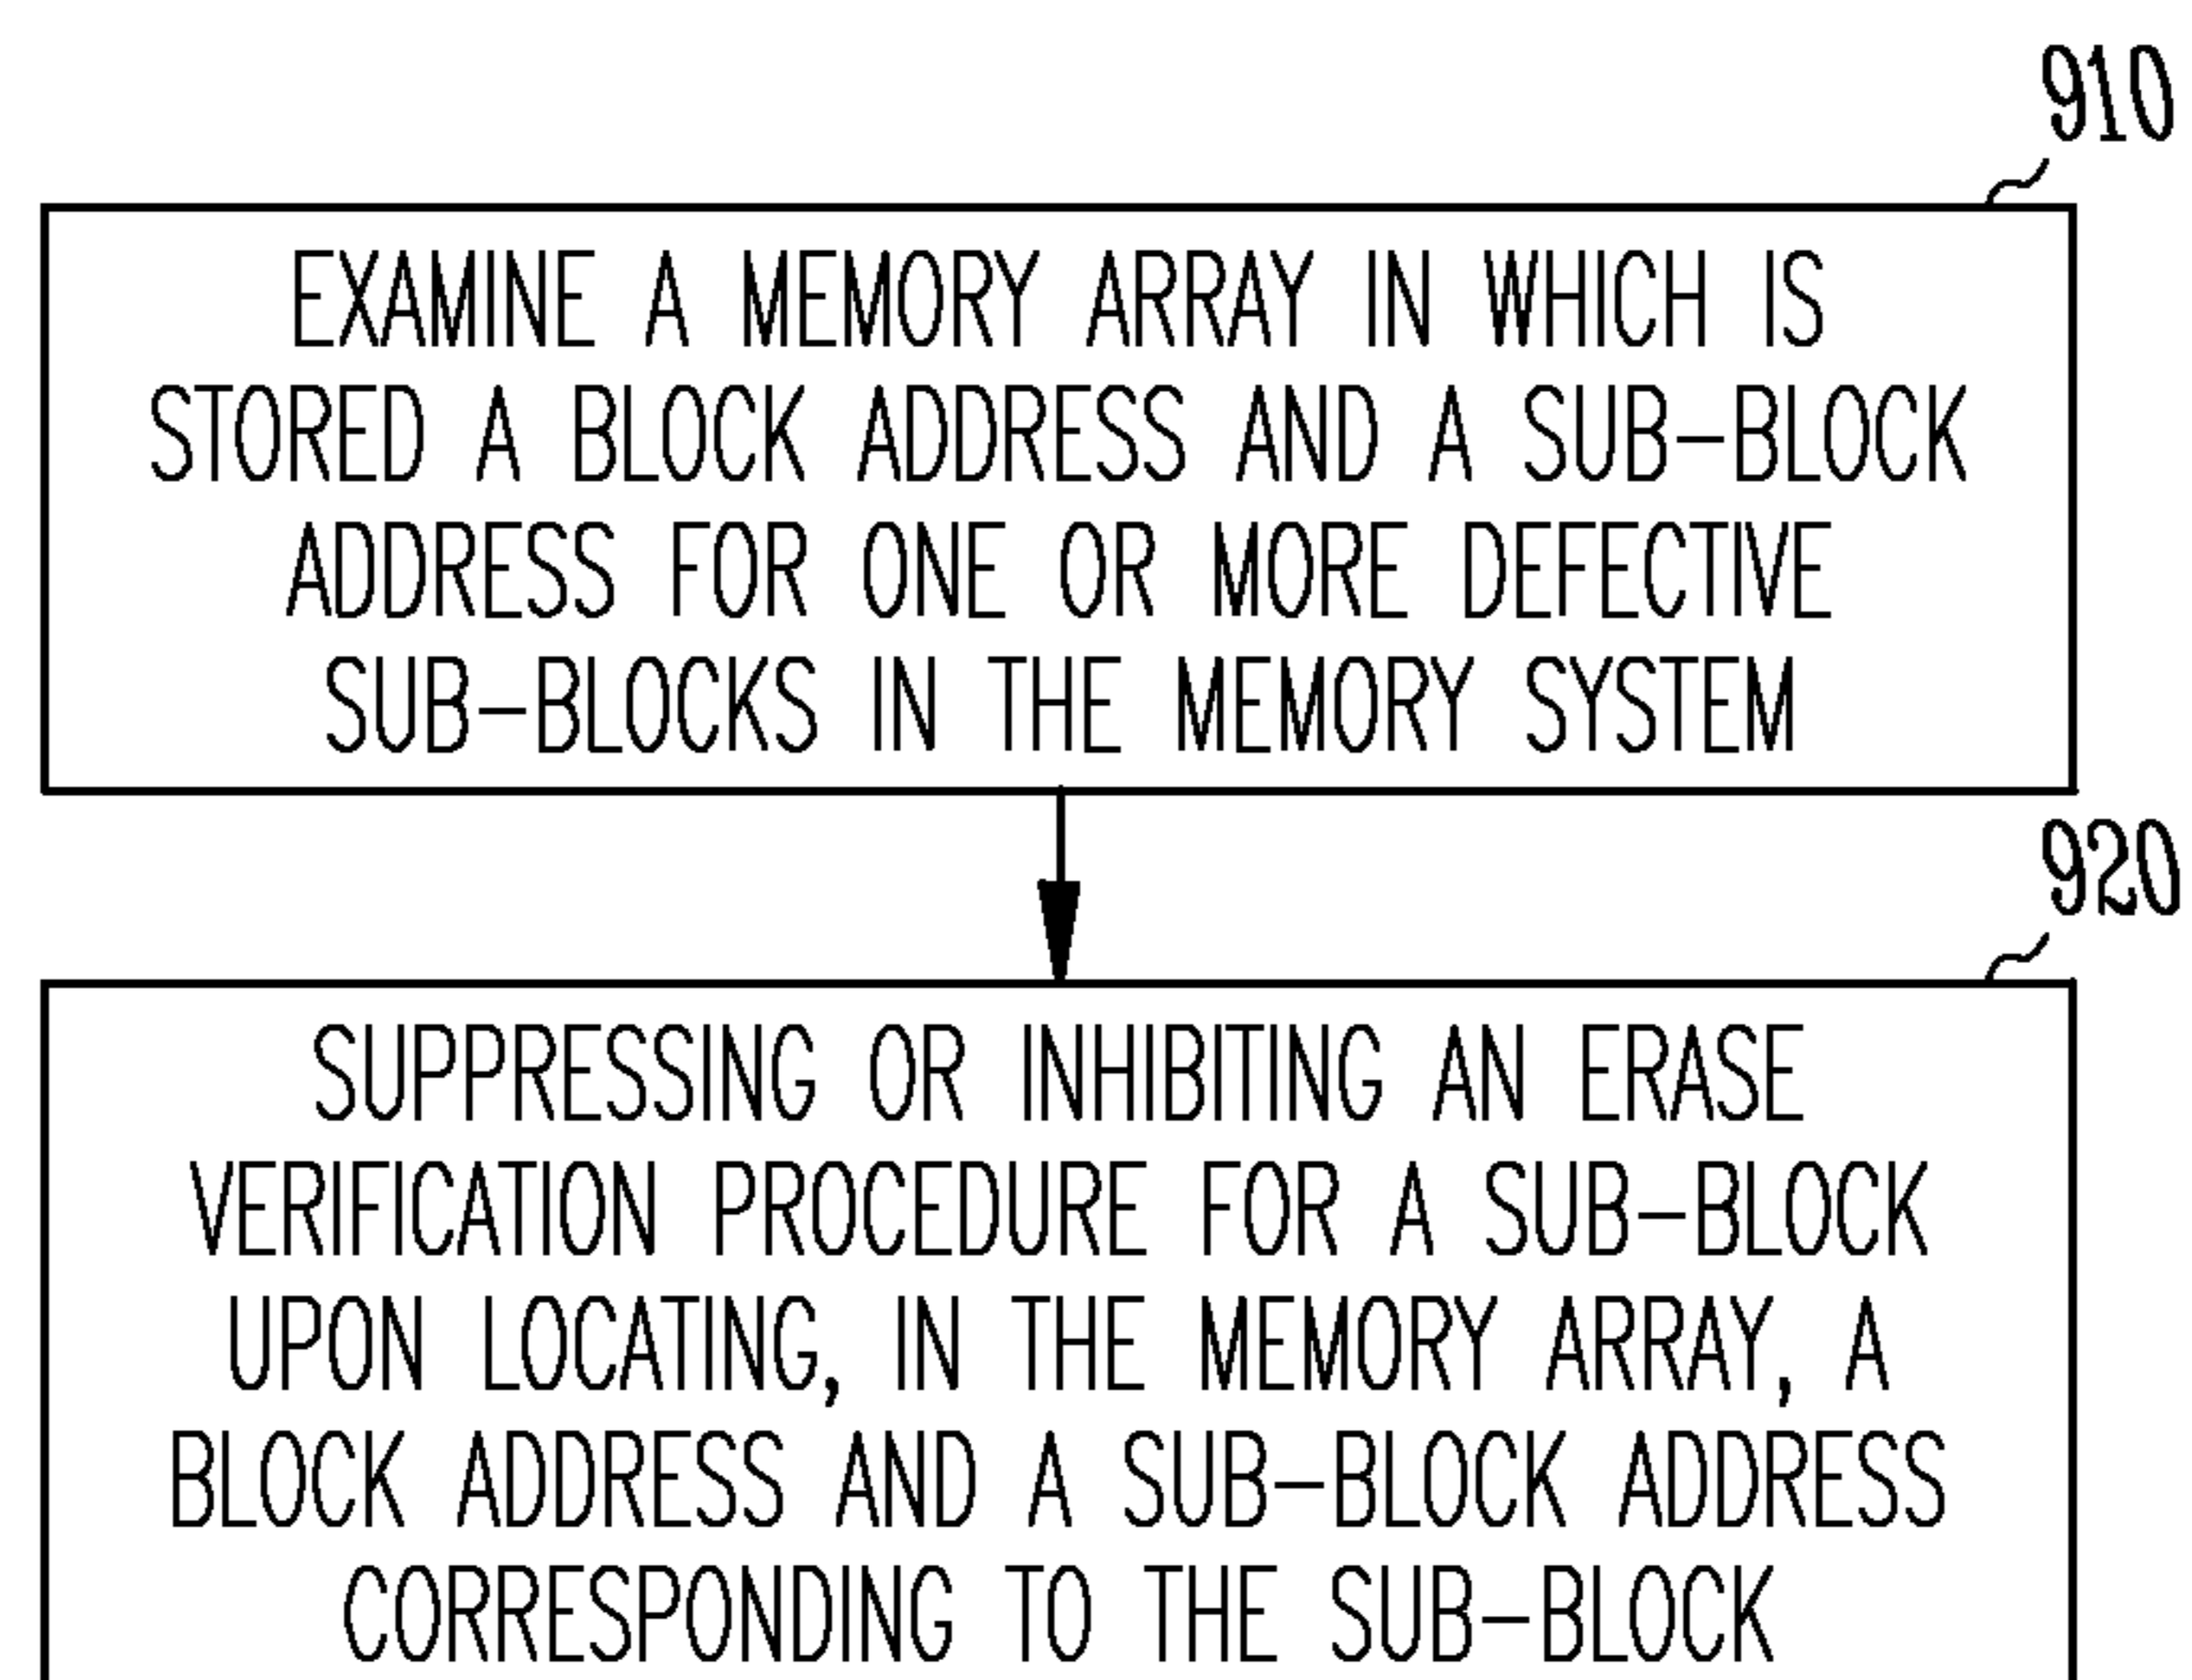 910
EXAMINE A MEMORY ARRAY IN WHICH IS
STORED A BLOCK ADDRESS AND A SUB-BLOCK
ADDRESS FOR ONE OR MORE DEFECTIVE
SUB-BLOCKS IN THE MEMORY SYSTEM
920
SUPPRESSING OR INHIBITING AN ERASE
VERIFICATION PROCEDURE FOR A SUB-BLOCK
UPON LOCATING, IN THE MEMORY ARRAY, A
BLOCK ADDRESS AND A SUB-BLOCK ADDRESS
CORRESPONDING TO THE SUB-BLOCK